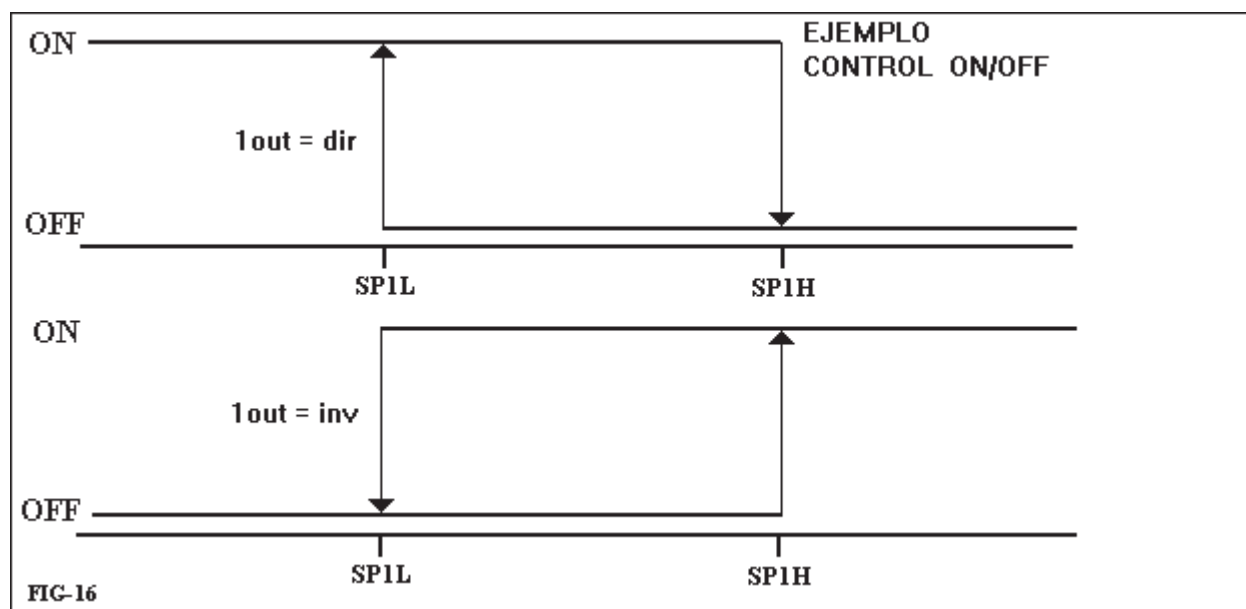 ON
EJEMPLO
CONTROL ON/OFF
1out = dir
OFF
SP1L
SP1H
ON
1out = inv
OFF
SP1L
SP1H
FIG-16